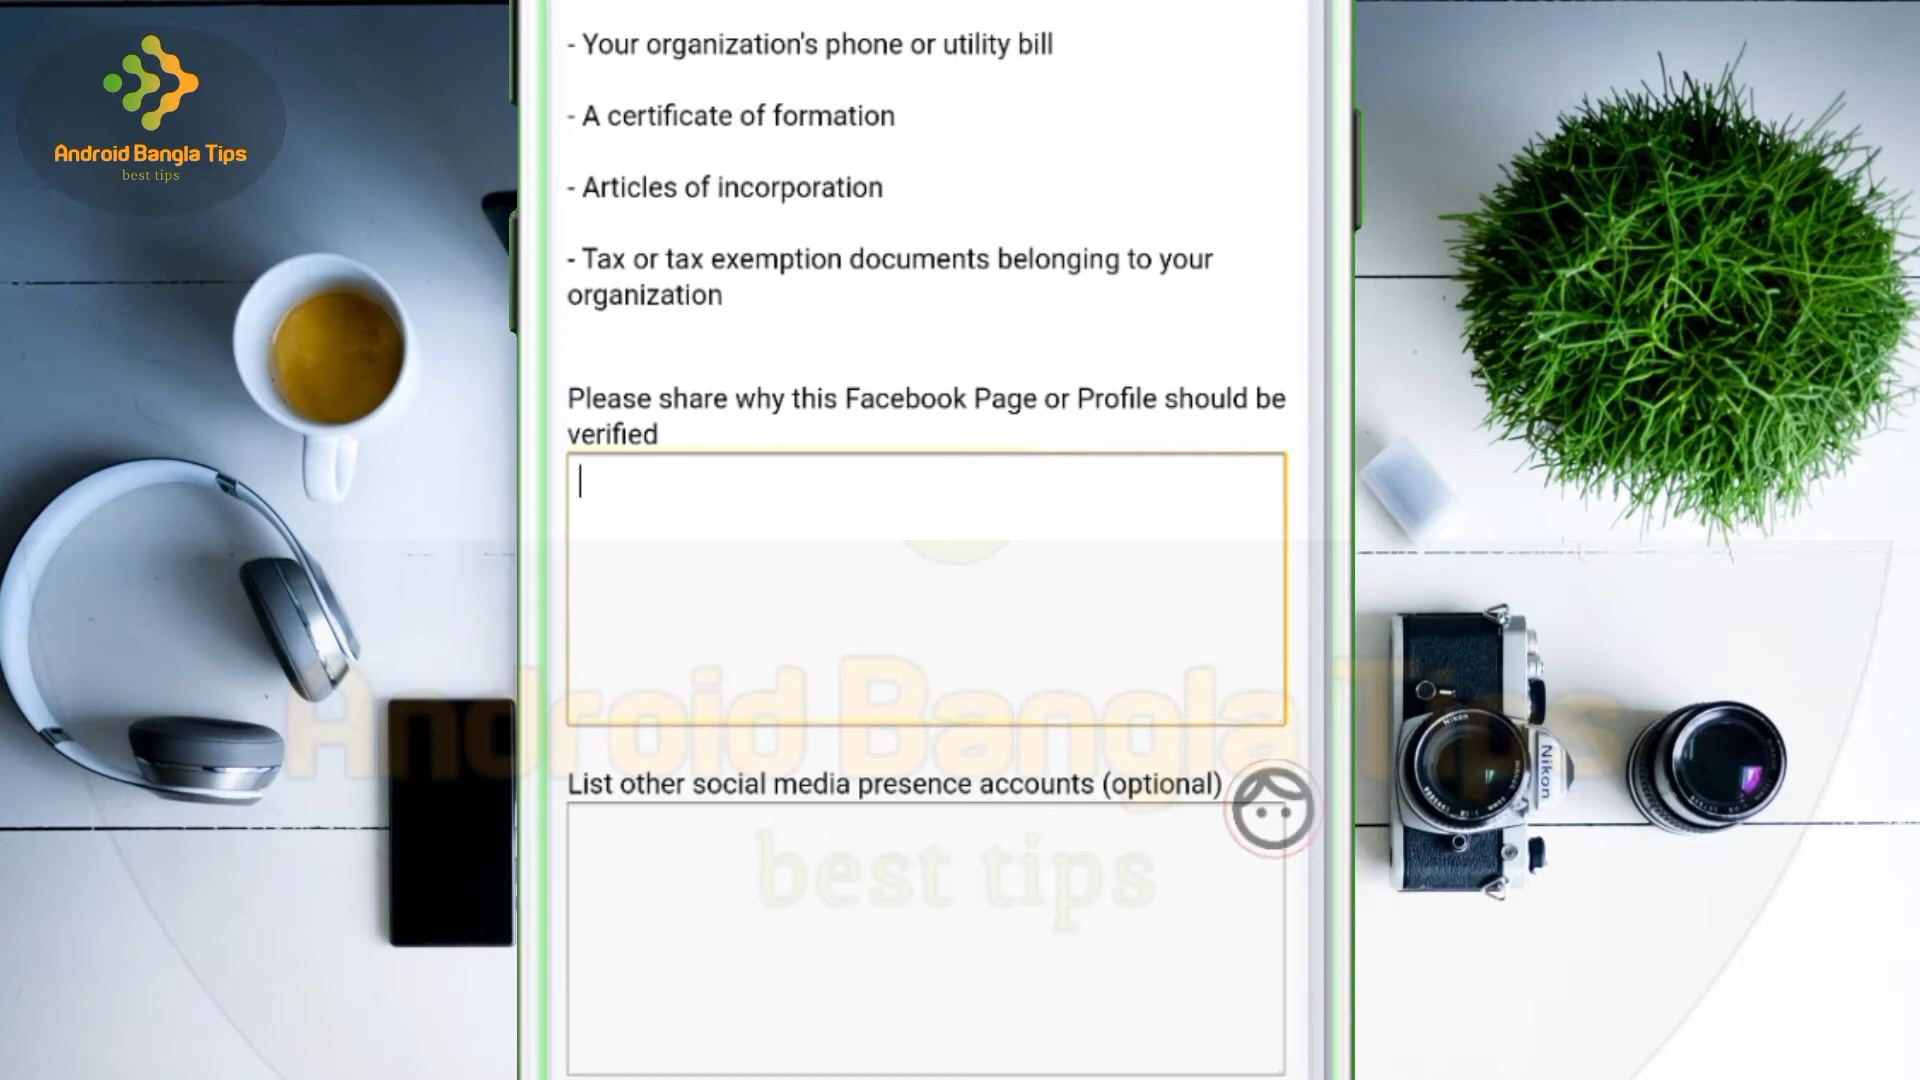 Android Bangla Tips
best tips
- Your organization's phone or utility bill
- A certificate of formation
- Articles of incorporation
- Tax or tax exemption documents belonging to your
organization
Please share why this Facebook Page or Profile should be
verified
List other social media presence accounts (optional)
Android Bangla Tips
best tips
Nikon
Nikon